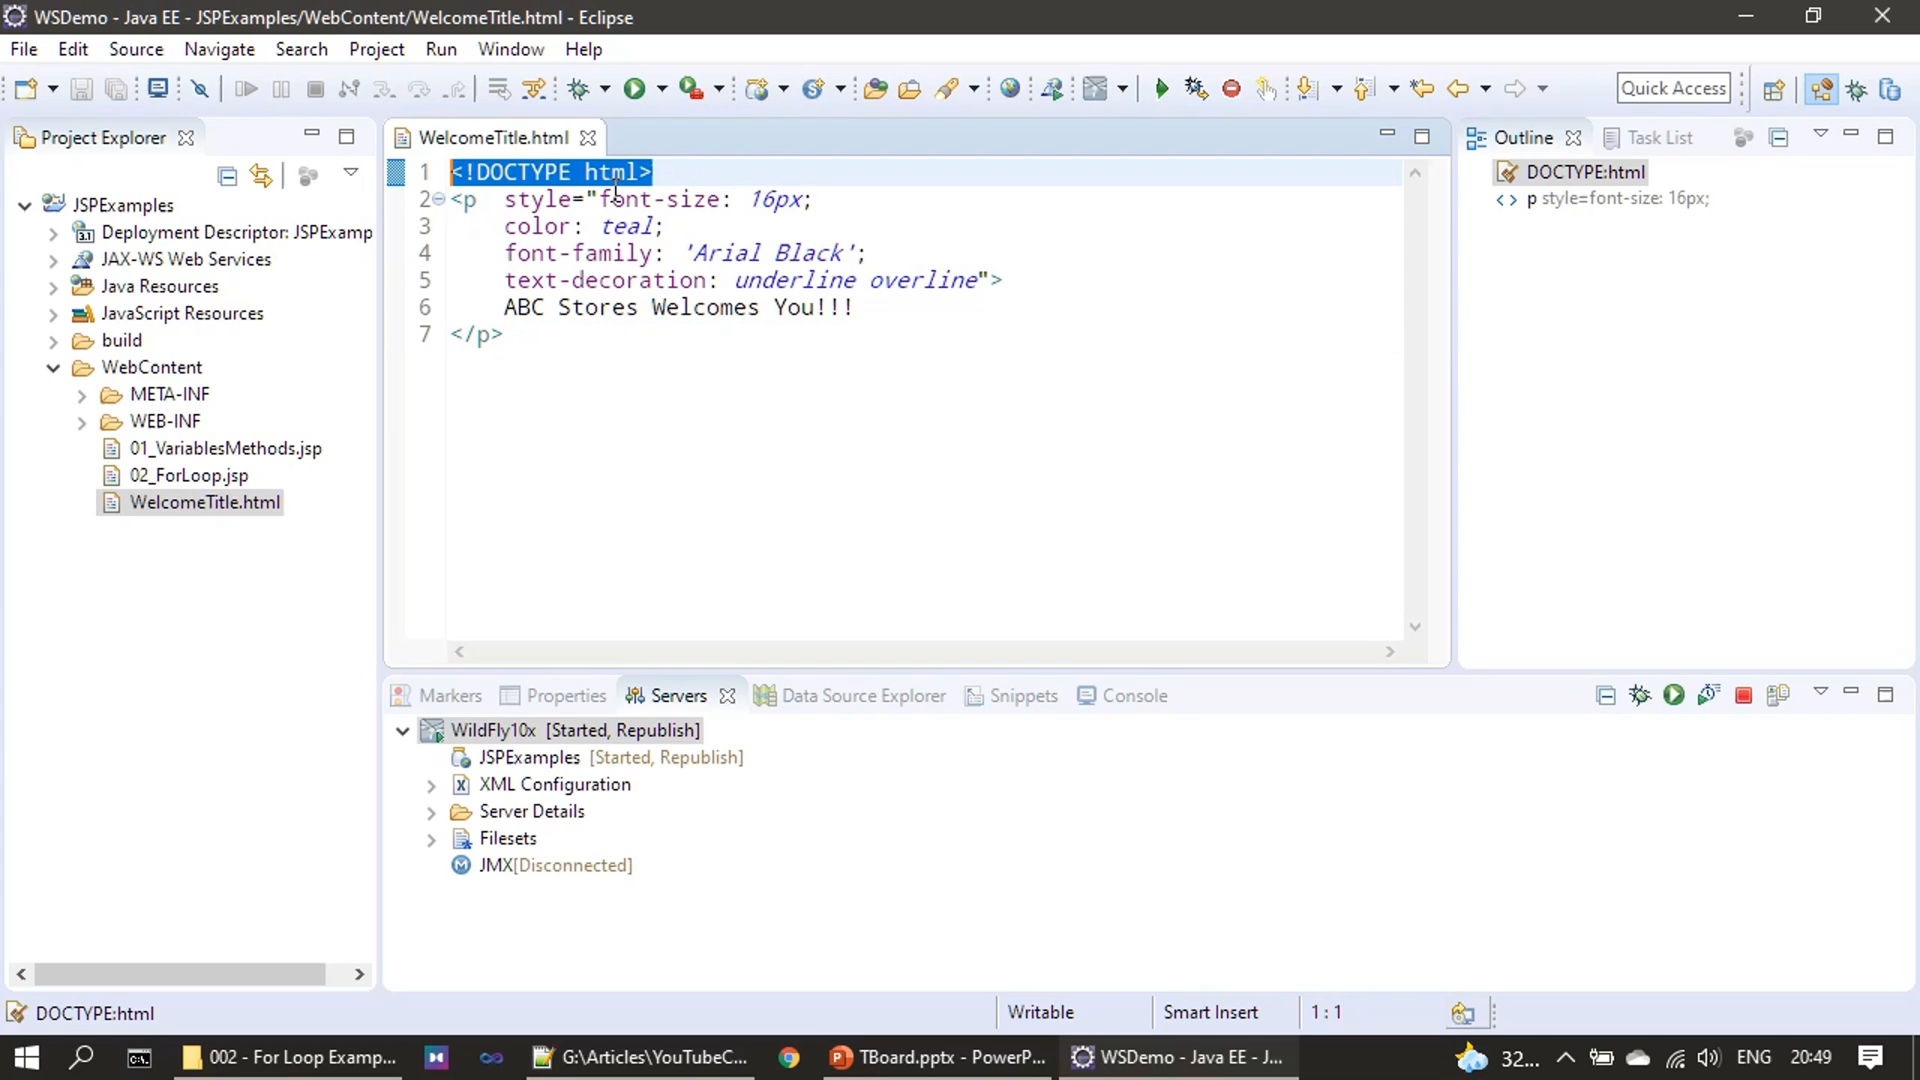 WSDemo - Java EE - JSPExamples/WebContent/WelcomeTitle.html - Eclipse
File Edit Source Navigate Search Project Run Window Help
Quick Access
Project Explorer
JSPExamples
Deployment Descriptor: JSPExamp
JAX-WS Web Services
Java Resources
JavaScript Resources
build
WebContent
META-INF
WEB-INF
01_VariablesMethods.jsp
02_ForLoop.jsp
WelcomeTitle.html
WelcomeTitle.html
1 <!DOCTYPE html>
2 <p style="font-size: 16px;
3 color: teal;
4 font-family: 'Arial Black';
5 text-decoration: underline overline">
6 ABC Stores Welcomes You!!!
7 </p>
Outline Task List
DOCTYPE:html
<> p style=font-size: 16px;
Markers Properties Servers Data Source Explorer Snippets Console
WildFly10x [Started, Republish]
JSPExamples [Started, Republish]
XML Configuration
Server Details
Filesets
JMX[Disconnected]
DOCTYPE:html Writable Smart Insert 1 : 1
002 - For Loop Examp... G:\Articles\YouTubeC... TBoard.pptx - PowerP... WSDemo - Java EE - J... 32... ENG 20:49